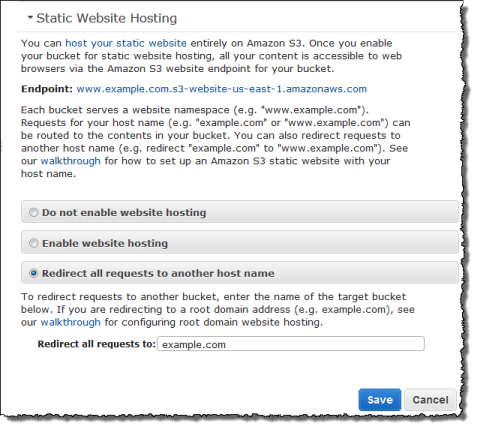 Static Website Hosting
You can host your static website entirely on Amazon S3. Once you enable
your bucket for static website hosting, all your content is accessible to web
browsers via the Amazon S3 website endpoint for your bucket.
Endpoint: www.example.com.s3-website-us-east-1.amazonaws.com
Each bucket serves a website namespace (e.g. "www.example.com").
Requests for your host name (e.g. "example.com" or "www.example.com") can
be routed to the contents in your bucket. You can also redirect requests to
another host name (e.g. redirect "example.com" to "www.example.com"). See
our walkthrough for how to set up an Amazon S3 static website with your
host name.
Do not enable website hosting
Enable website hosting
Redirect all requests to another host name
To redirect requests to another bucket, enter the name of the target bucket
below. If you are redirecting to a root domain address (e.g. example.com), see
our walkthrough for configuring root domain website hosting.
Redirect all requests to: example.com
Save Cancel